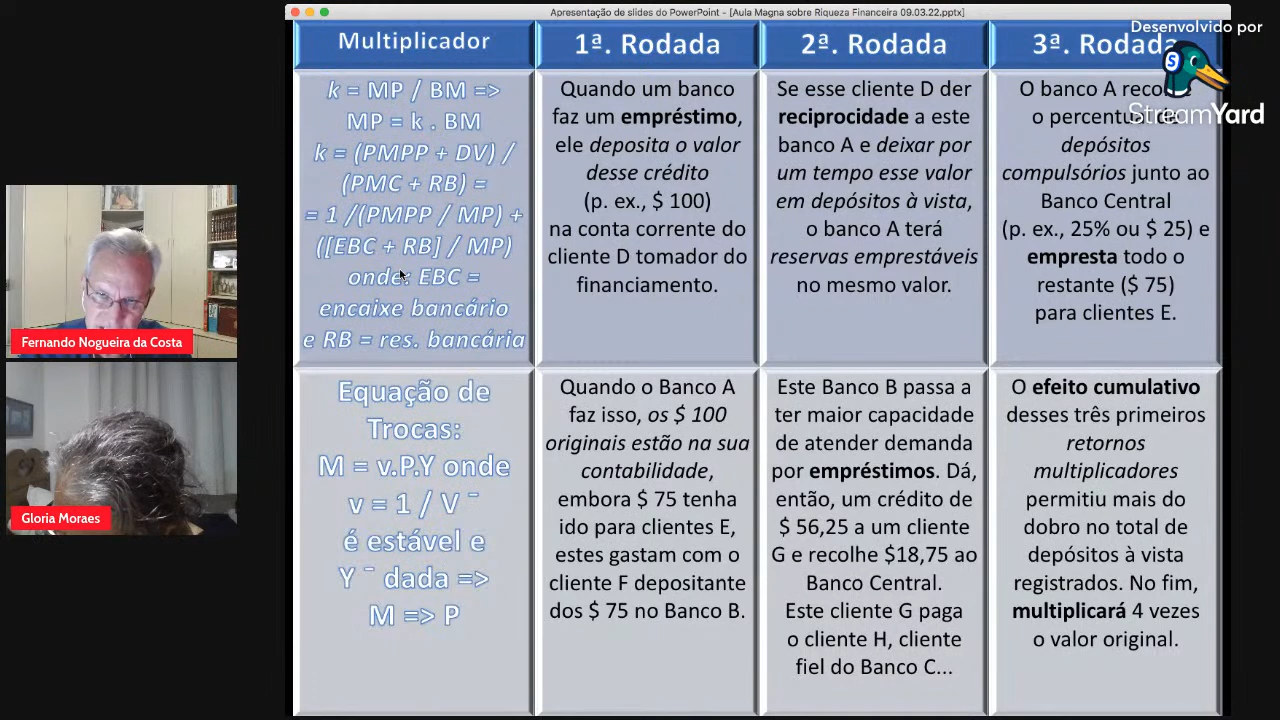 Apresentação de slides do PowerPoint - [Aula Magna sobre Riqueza Financeira 09.03.22.pptx]
Desenvolvido por
StreamYard
Multiplicador
1ª. Rodada
2ª. Rodada
3ª. Rodada
k = MP / BM =>
MP = k . BM
k = (PMPP + DV) /
(PMC + RB) =
= 1 /(PMPP / MP) +
([EBC + RB] / MP)
onde: EBC =
encaixe bancário
e RB = res. bancária
Quando um banco
faz um empréstimo,
ele deposita o valor
desse crédito
(p. ex., $ 100)
na conta corrente do
cliente D tomador do
financiamento.
Se esse cliente D der
reciprocidade a este
banco A e deixar por
um tempo esse valor
em depósitos à vista,
o banco A terá
reservas emprestáveis
no mesmo valor.
O banco A
o
depósitos
compulsórios junto ao
Banco Central
(p. ex., 25% ou $ 25) e
empresta todo o
restante ($ 75)
para clientes E.
Equação de
Trocas:
M = v.P.Y onde
v = 1 / V ¯
é estável e
Y ¯ dada =>
M => P
Quando o Banco A
faz isso, os $ 100
originais estão na sua
contabilidade,
embora $ 75 tenha
ido para clientes E,
estes gastam com o
cliente F depositante
dos $ 75 no Banco B.
Este Banco B passa a
ter maior capacidade
de atender demanda
por empréstimos. Dá,
então, um crédito de
$ 56,25 a um cliente
G e recolhe $18,75 ao
Banco Central.
Este cliente G paga
o cliente H, cliente
fiel do Banco C...
O efeito cumulativo
desses três primeiros
retornos
multiplicadores
permitiu mais do
dobro no total de
depósitos à vista
registrados. No fim,
multiplicará 4 vezes
o valor original.
Fernando Nogueira da Costa
Gloria Moraes